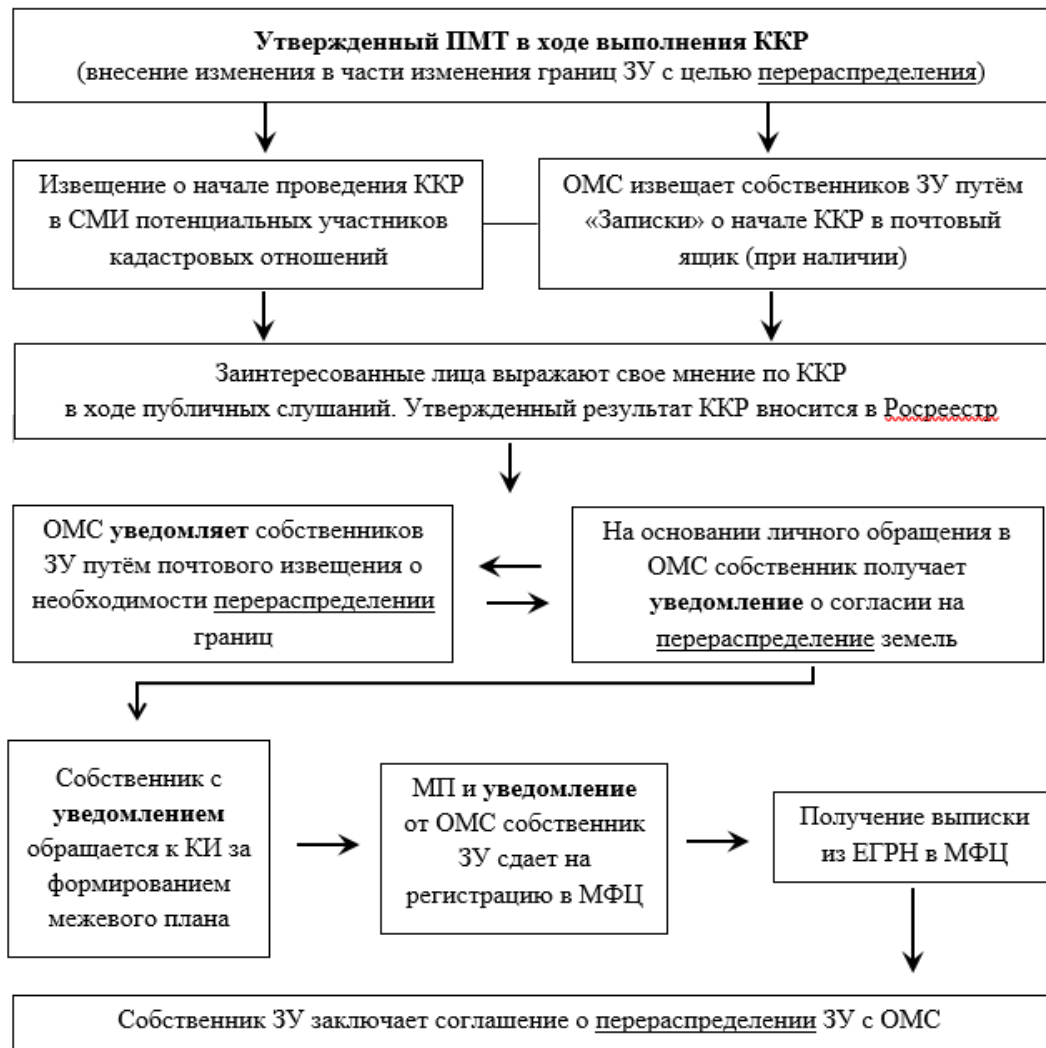 Утвержденный ПМТ в ходе выполнения ККР
(внесение изменения в части изменения границ ЗУ с целью перераспределения)
Извещение о начале проведения ККР
в СМИ потенциальных участников
кадастровых отношений
ОМС извещает собственников ЗУ путём
«Записки» о начале ККР в почтовый
ящик (при наличии)
Заинтересованные лица выражают свое мнение по ККР
в ходе публичных слушаний. Утвержденный результат ККР вносится в Росреестр
ОМС уведомляет собственников
ЗУ путём почтового извещения о
необходимости перераспределении
границ
На основании личного обращения в
ОМС собственник получает
уведомление о согласии на
перераспределение земель
Собственник с
уведомлением
обращается к КИ за
формированием
межевого плана
МП и уведомление
от ОМС собственник
ЗУ сдает на
регистрацию в МФЦ
Получение выписки
из ЕГРН в МФЦ
Собственник ЗУ заключает соглашение о перераспределении ЗУ с ОМС